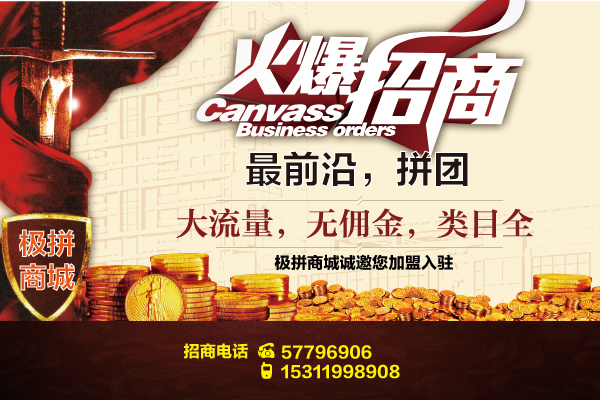 火爆招商
Canvass
Business orders
最前沿，拼团
大流量，无佣金，类目全
极拼商城诚邀您加盟入驻
极拼
商城
招商电话 57796906
15311998908